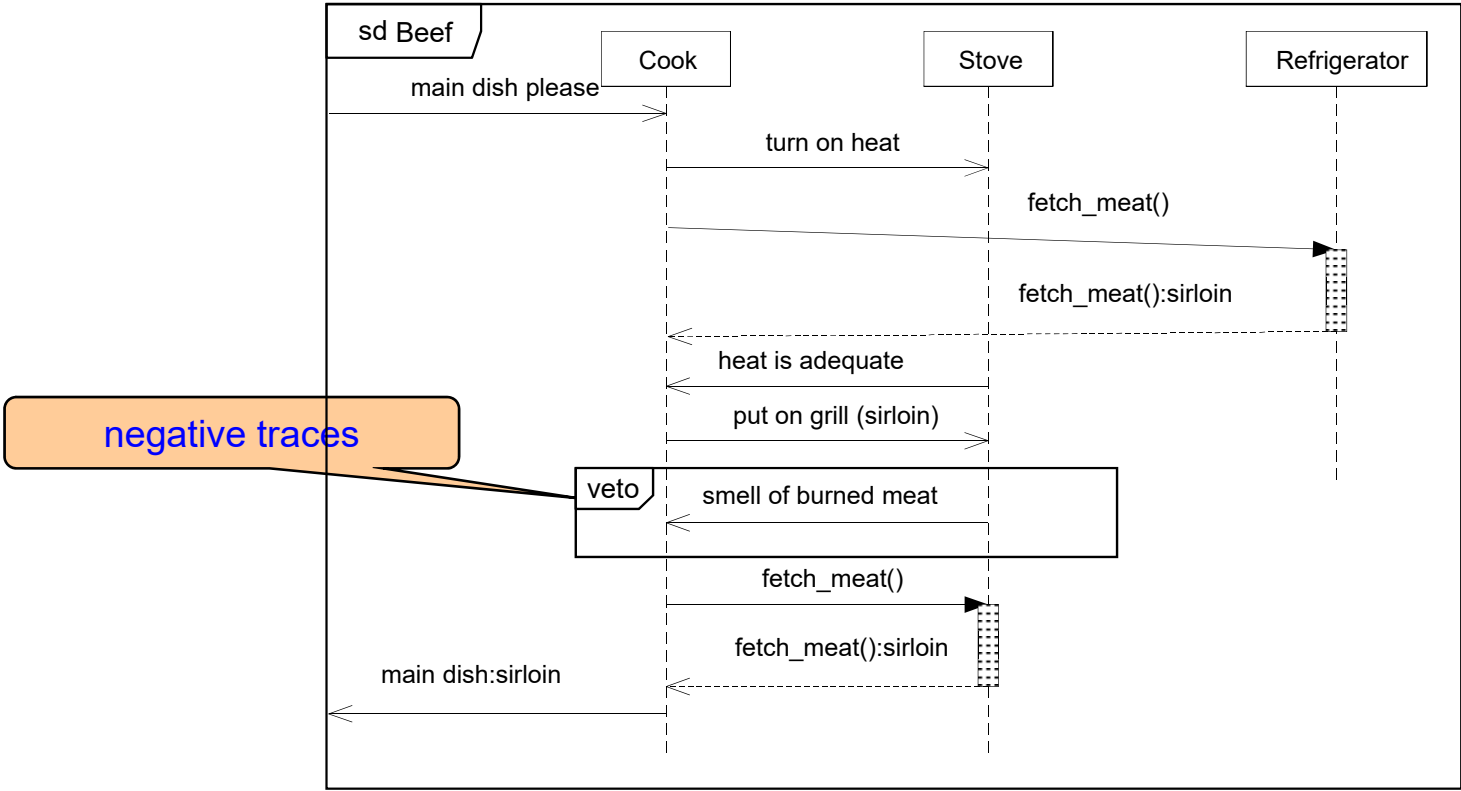 sd Beef
Cook
Stove
Refrigerator
main dish please
turn on heat
fetch_meat()
fetch_meat():sirloin
heat is adequate
put on grill (sirloin)
negative traces
veto
smell of burned meat
fetch_meat()
fetch_meat():sirloin
main dish:sirloin